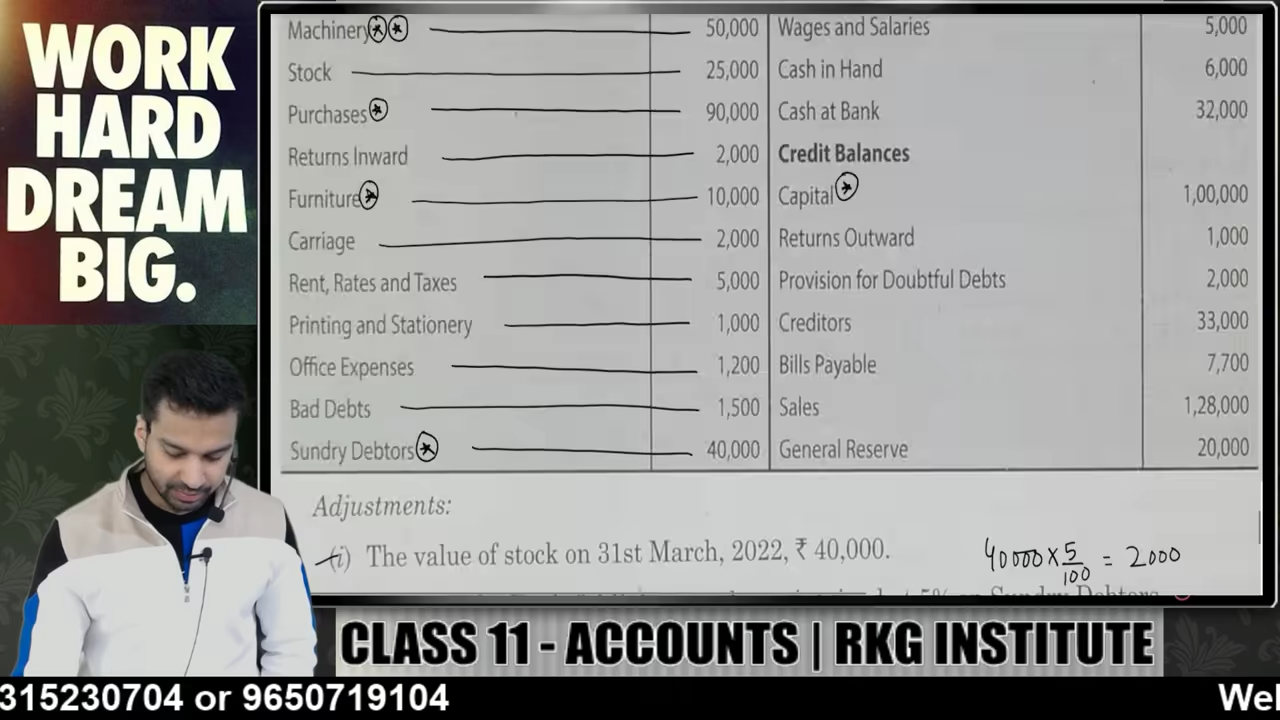 WORK
HARD
DREAM
BIG.
Machinery 50,000 Wages and Salaries 5,000
Stock 25,000 Cash in Hand 6,000
Purchases 90,000 Cash at Bank 32,000
Returns Inward 2,000 Credit Balances
Furniture 10,000 Capital 1,00,000
Carriage 2,000 Returns Outward 1,000
Rent, Rates and Taxes 5,000 Provision for Doubtful Debts 2,000
Printing and Stationery 1,000 Creditors 33,000
Office Expenses 1,200 Bills Payable 7,700
Bad Debts 1,500 Sales 1,28,000
Sundry Debtors 40,000 General Reserve 20,000
Adjustments:
(i) The value of stock on 31st March, 2022, ₹ 40,000.
40000 × 5/100 = 2000
5% on Sundry Debtors
CLASS 11 - ACCOUNTS | RKG INSTITUTE
315230704 or 9650719104 Wel